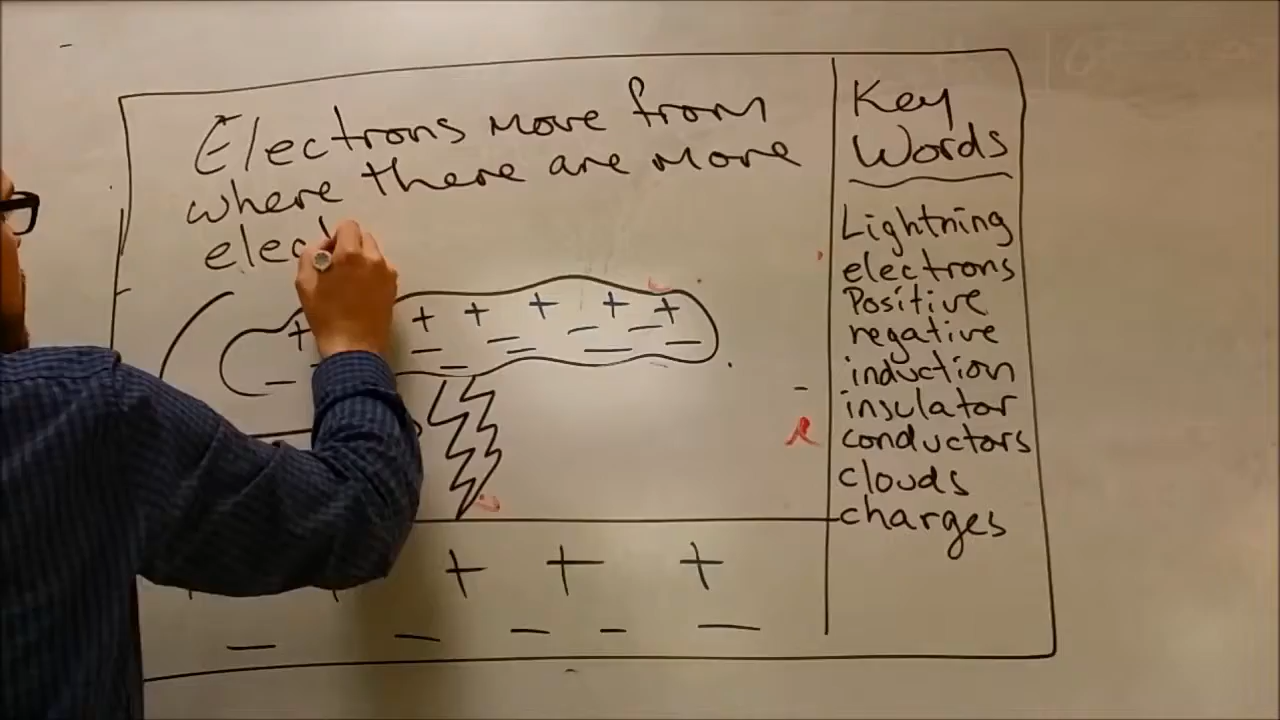 Electrons move from
where there are more
elec
Key
Words
Lightning
electrons
Positive
negative
induction
insulator
conductors
clouds
charges
+ + + + + +
− − − − − − − −
+ + +
− − − − −